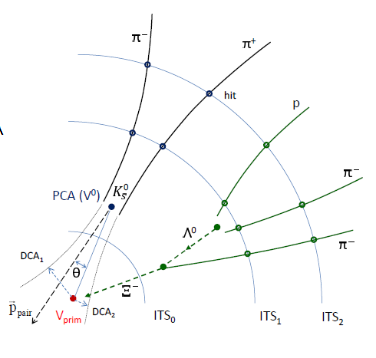 π⁻
π⁺
hit
p
PCA (V⁰)
K⁰ₛ
π⁻
Λ⁰
π⁻
DCA₁
θ
Ξ⁻
DCA₂
p⃗pair
Vprim
ITS₀
ITS₁
ITS₂